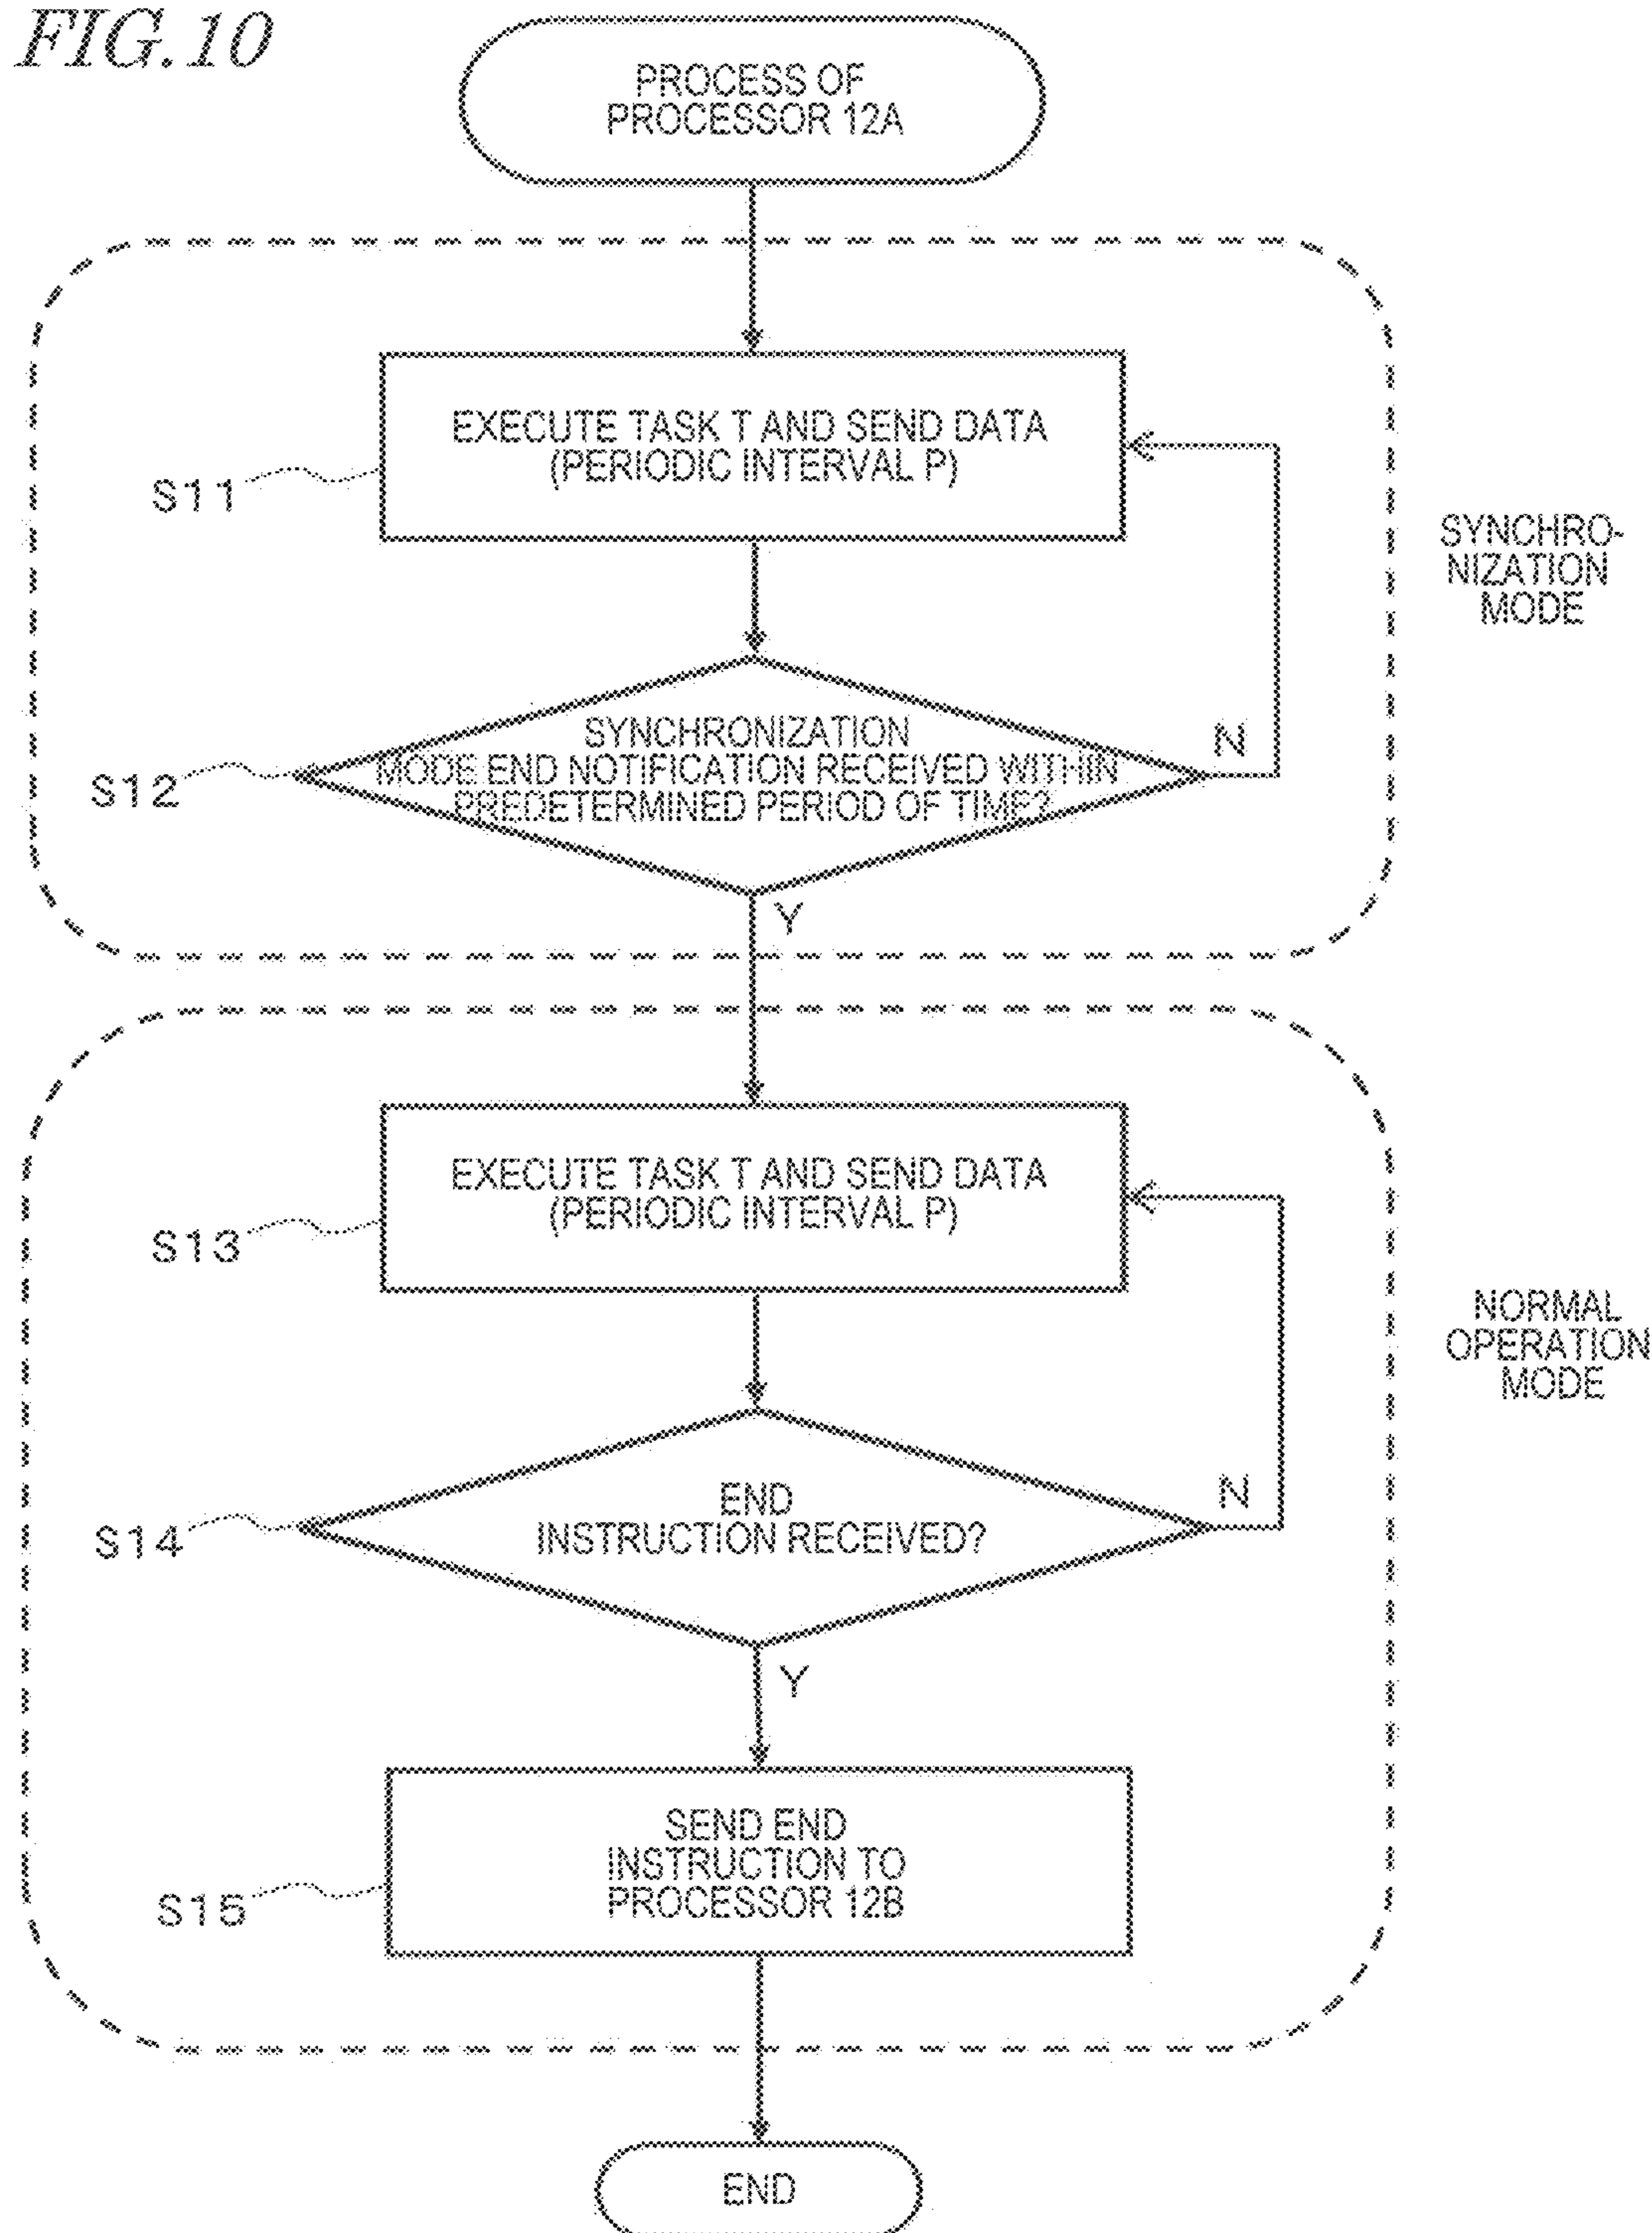 FIG.10
PROCESS OF
PROCESSOR 12A
EXECUTE TASK T AND SEND DATA
(PERIODIC INTERVAL P)
S11
SYNCHRO-
NIZATION
MODE
SYNCHRONIZATION
MODE END NOTIFICATION RECEIVED WITHIN
PREDETERMINED PERIOD OF TIME?
N
S12
Y
EXECUTE TASK T AND SEND DATA
(PERIODIC INTERVAL P)
S13
NORMAL
OPERATION
MODE
END
INSTRUCTION RECEIVED?
N
S14
Y
SEND END
INSTRUCTION TO
PROCESSOR 12B
S15
END